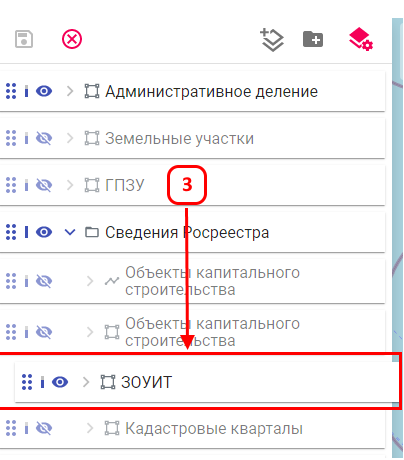 Административное деление
Земельные участки
ГПЗУ
3
Сведения Росреестра
Объекты капитального
строительства
Объекты капитального
строительства
ЗОУИТ
Кадастровые кварталы